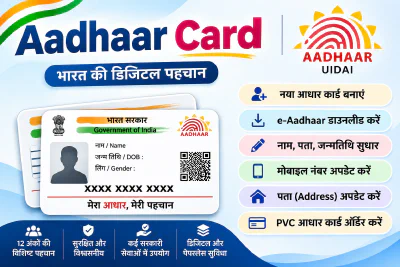 Aadhaar Card
भारत की डिजिटल पहचान
AADHAAR
UIDAI
भारत सरकार
Government of India
AADHAAR
नाम / Name
जन्म तिथि / DOB :
लिंग / Gender :
XXXX XXXX XXXX
मेरा आधार, मेरी पहचान
नया आधार कार्ड बनाएं
e-Aadhaar डाउनलोड करें
नाम, पता, जन्मतिथि सुधार
मोबाइल नंबर अपडेट करें
पता (Address) अपडेट करें
PVC आधार कार्ड ऑर्डर करें
12 अंकों की
विशिष्ट पहचान
सुरक्षित और
विश्वसनीय
कई सरकारी
सेवाओं में उपयोग
डिजिटल और
पेपरलेस सुविधा